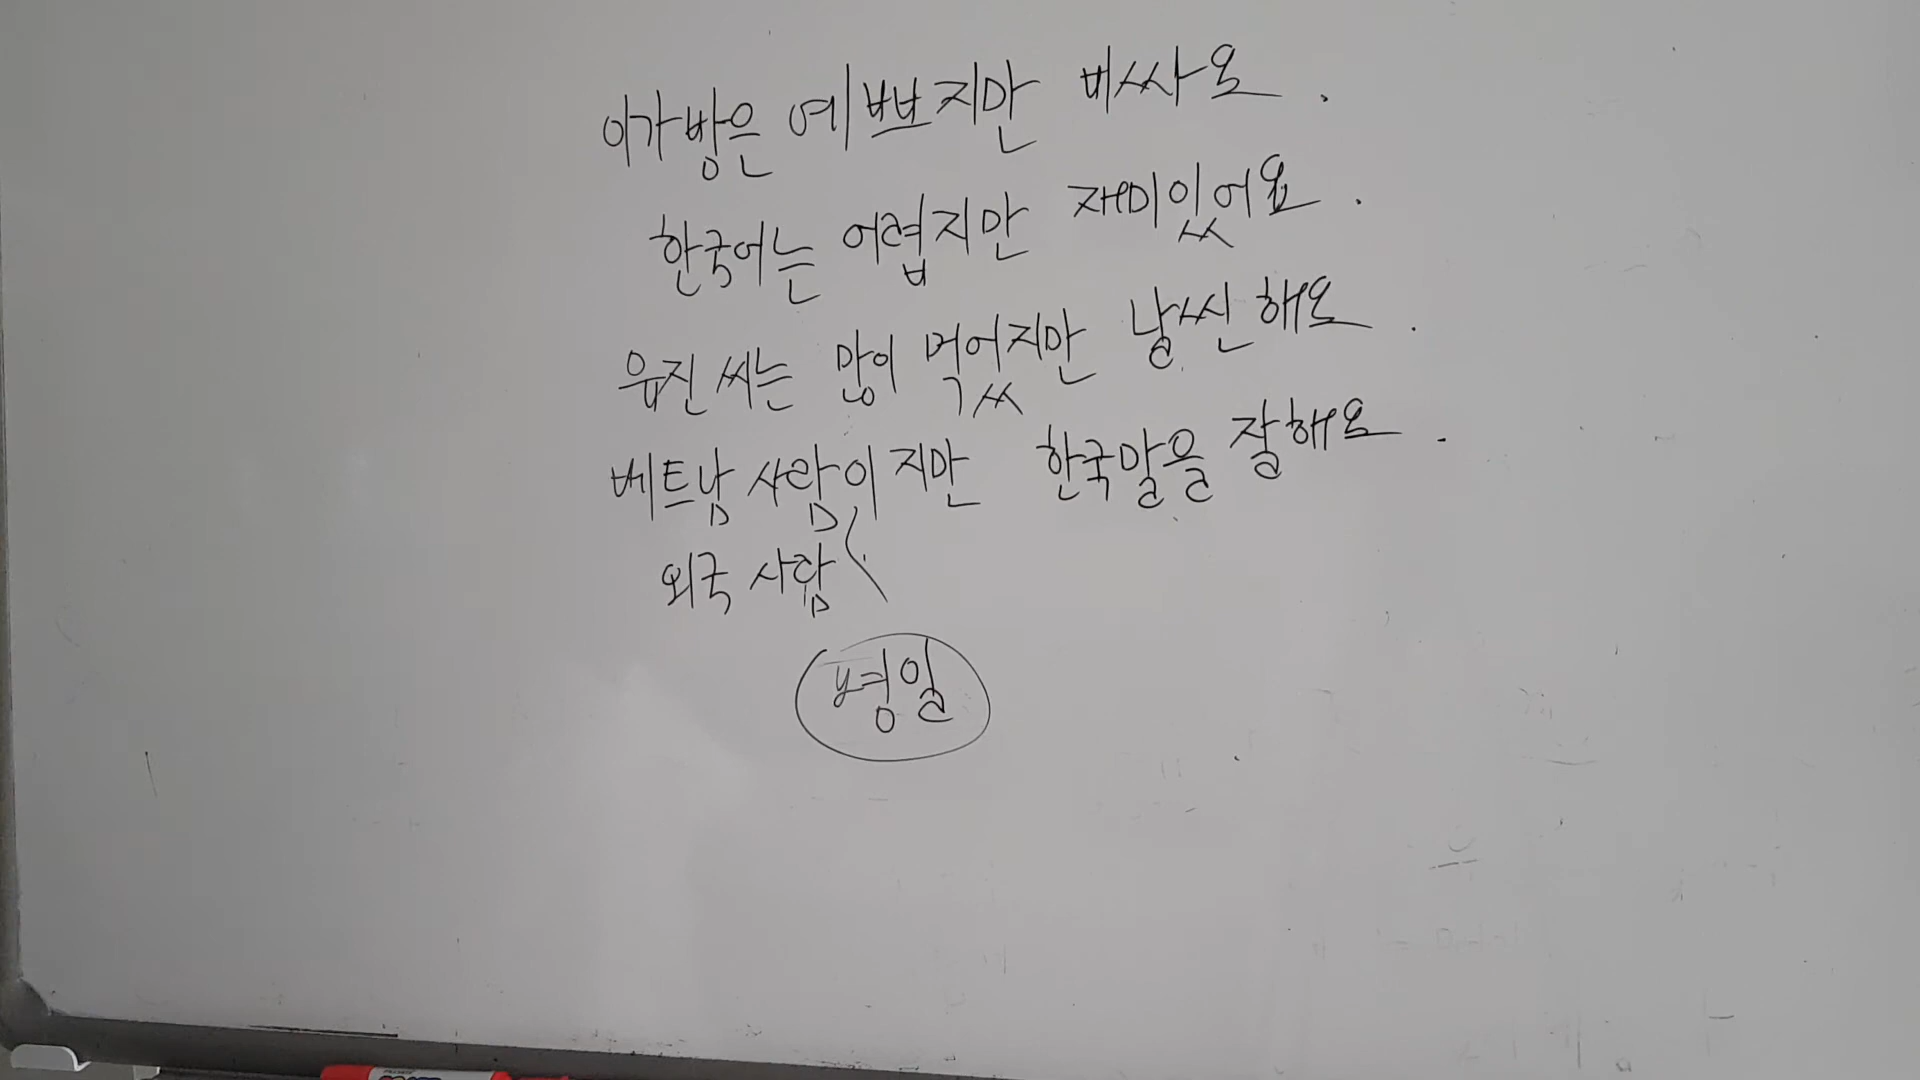 이가방은 예쁘지만 비싸요.
한국어는 어렵지만 재미있어요.
유진 씨는 많이 먹었지만 날씬해요.
베트남 사람이지만 한국말을 잘해요.
외국 사람
병일